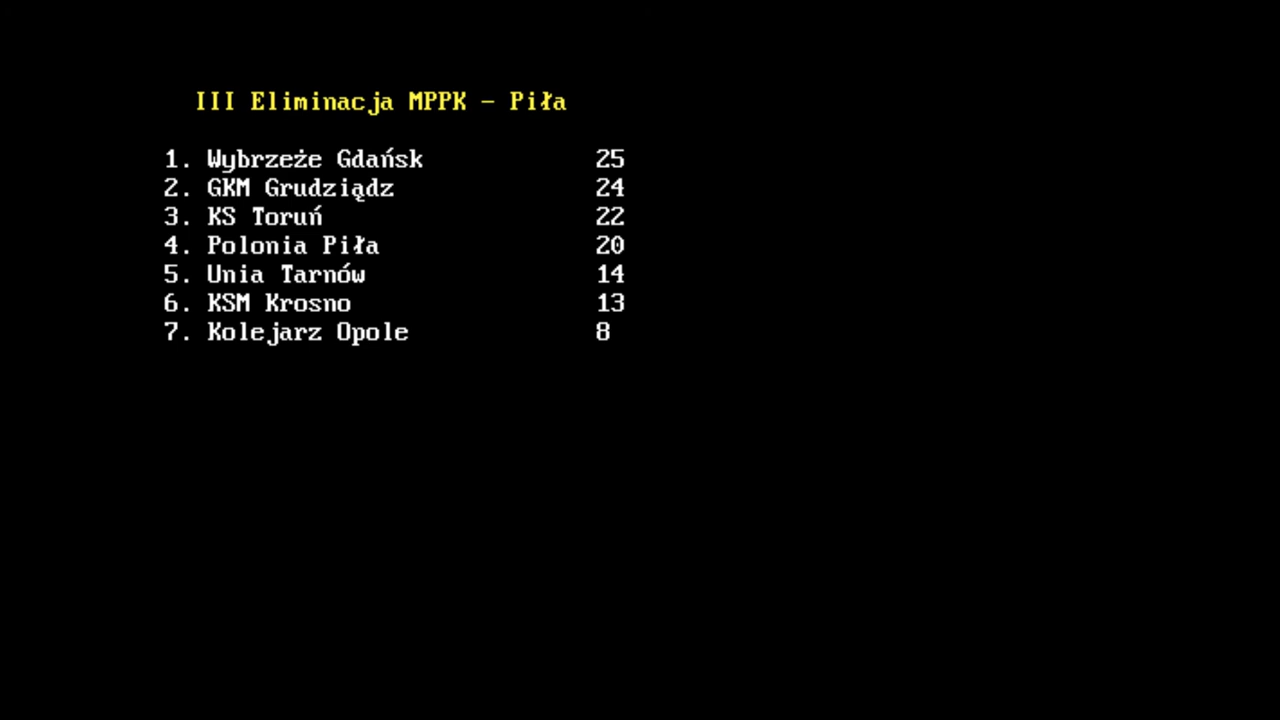 III Eliminacja MPPK - Piła
1. Wybrzeże Gdańsk 25
2. GKM Grudziądz 24
3. KS Toruń 22
4. Polonia Piła 20
5. Unia Tarnów 14
6. KSM Krosno 13
7. Kolejarz Opole 8